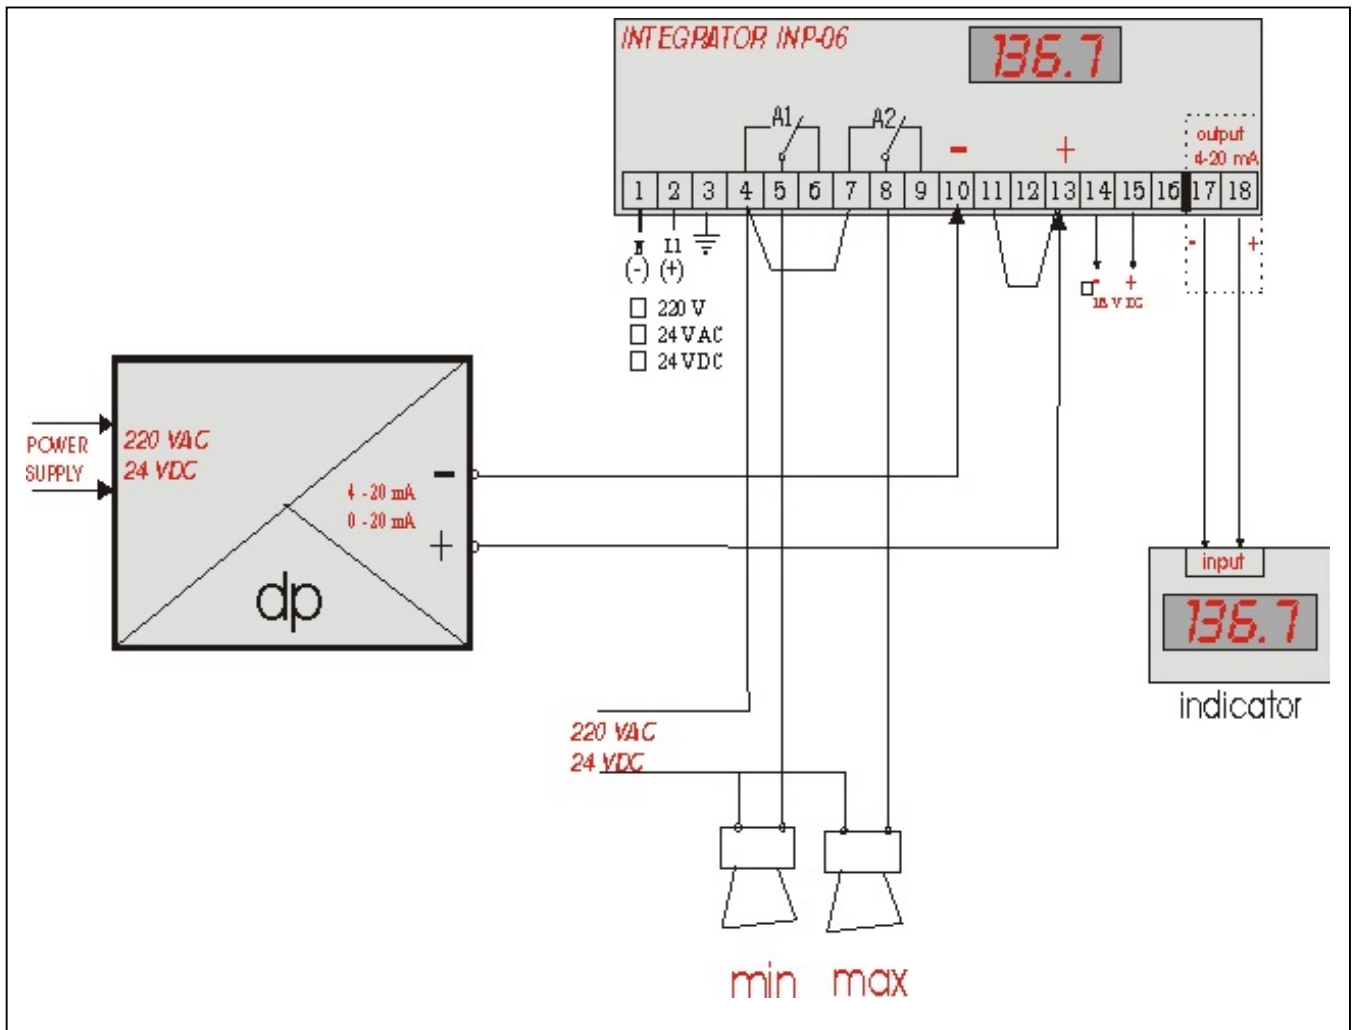 INTEGRATOR INP-06
136.7
A1 A2
- +
output
4-20 mA
1 2 3 4 5 6 7 8 9 10 11 12 13 14 15 16 17 18
(-) (+)
- +
- +
220 V
24 VAC
24 VDC
18 V DC
POWER
SUPPLY
220 VAC
24 VDC
4 - 20 mA
0 - 20 mA
-
+
dp
input
136.7
indicator
220 VAC
24 VDC
min max